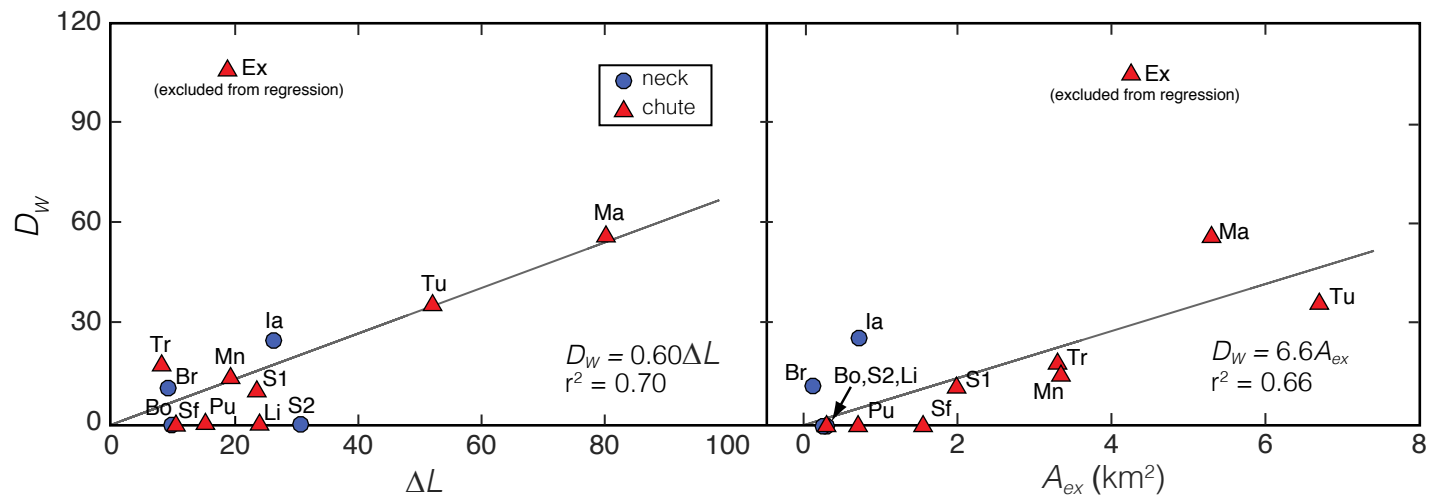 120
90
60
30
0
D_W
Ex
(excluded from regression)
neck
chute
Ma
Tu
Ia
Tr
Mn
Br
S1
Bo
Sf
Pu
Li
S2
D_W = 0.60ΔL
r² = 0.70
0
20
40
60
80
100
ΔL
Ex
(excluded from regression)
Ma
Tu
Ia
Br
Bo,S2,Li
Tr
S1
Mn
Pu
Sf
D_W = 6.6A_ex
r² = 0.66
0
2
4
6
8
A_ex (km²)